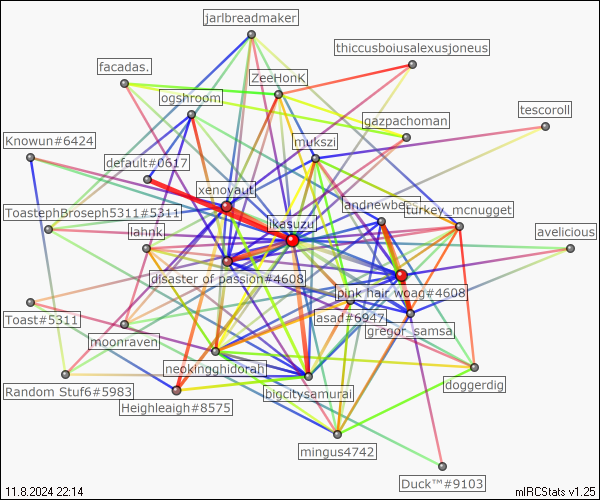 jarlbreadmaker
thiccusboiusalexusjoneus
facadas.
ZeeHonK
ogshroom
gazpachoman
tescoroll
Knowun#6424
mukszi
default#0617
xenoyaut
andnewbees
turkey_mcnugget
ToastephBroseph5311#5311
ikasuzu
lahnk
avelicious
disaster of passion#4608
pink hair woag#4608
Toast#5311
asad#6947
gregor_samsa
moonraven
neokingghidorah
doggerdig
Random Stuf6#5983
bigcitysamurai
Heighleaigh#8575
mingus4742
Duck™#9103
11.8.2024 22:14
mIRCStats v1.25